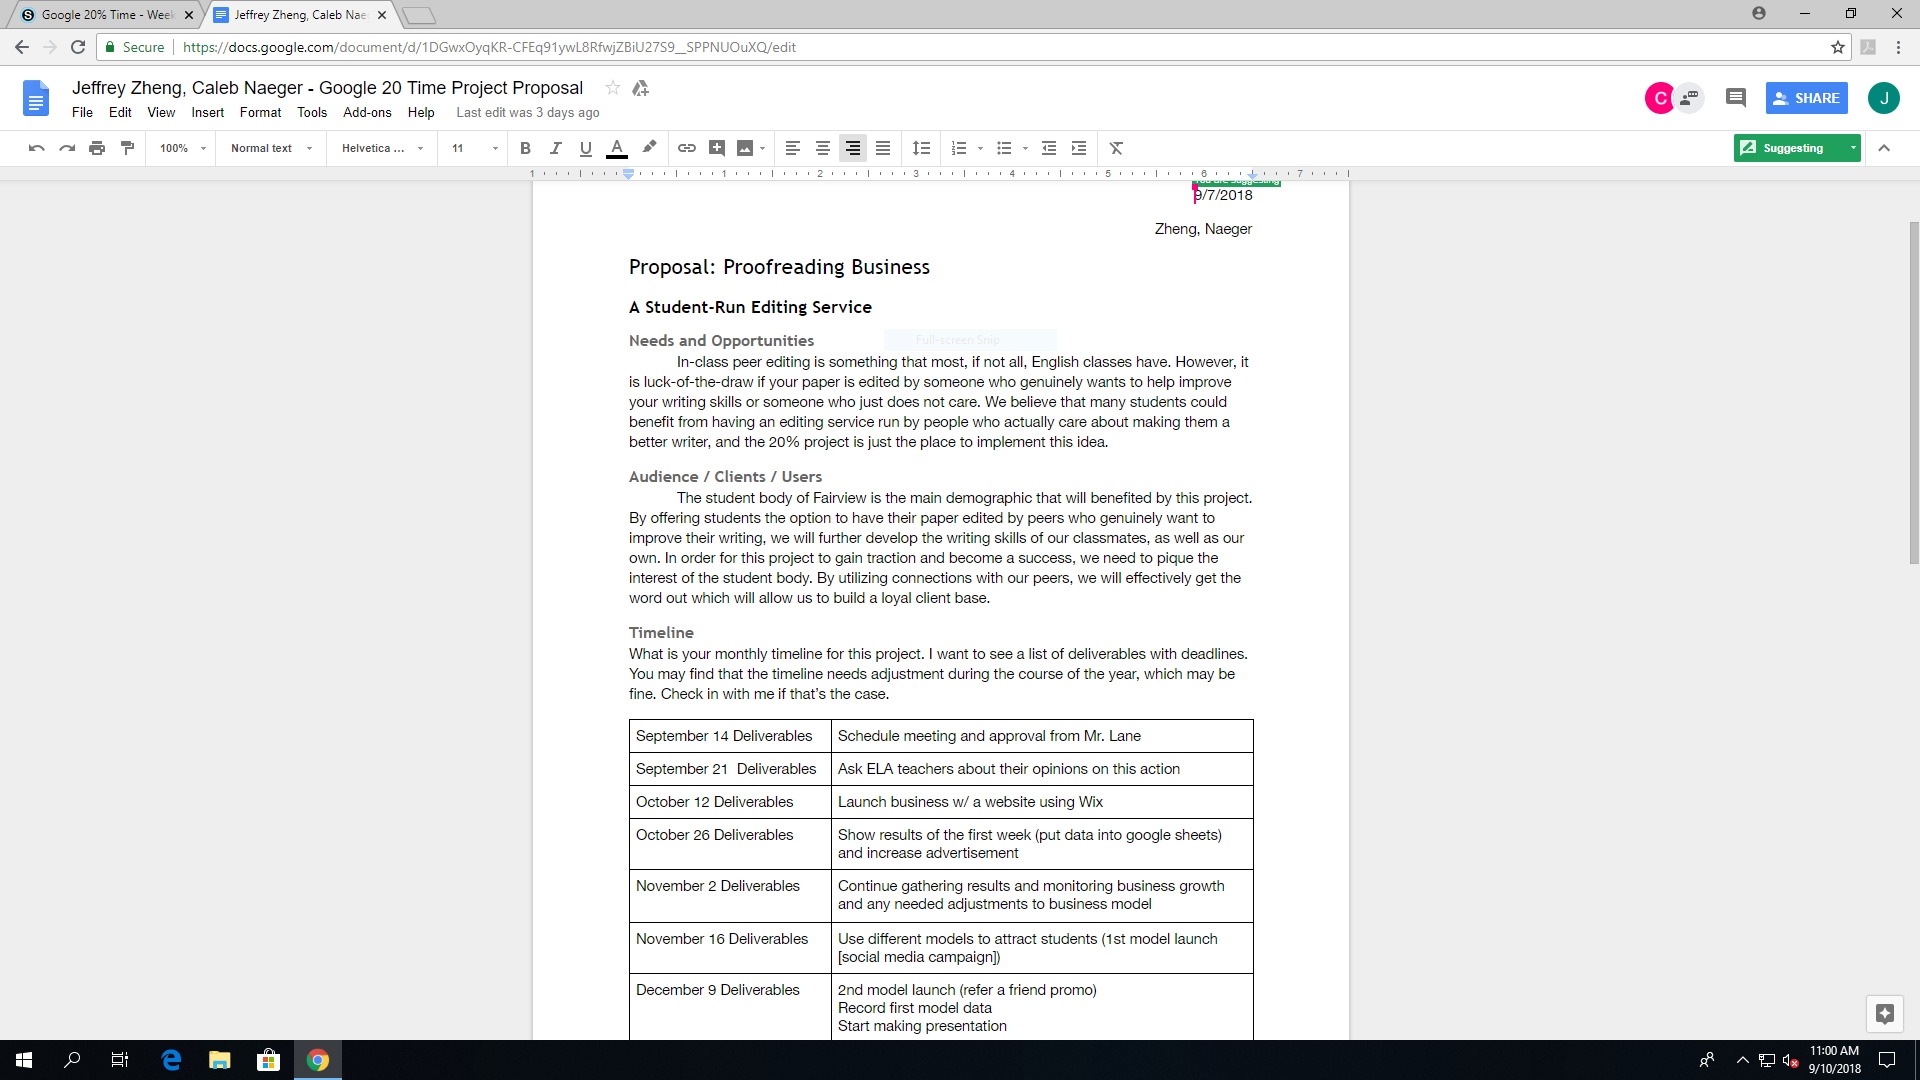 Google 20% Time - Week
Jeffrey Zheng, Caleb Nae
Secure
https://docs.google.com/document/d/1DGwxOyqKR-CFEq91ywL8RfwjZBiU27S9__SPPNUOuXQ/edit
Jeffrey Zheng, Caleb Naeger - Google 20 Time Project Proposal
File Edit View Insert Format Tools Add-ons Help Last edit was 3 days ago
C
SHARE
J
100% Normal text Helvetica ... 11 B I U A Suggesting
1 1 2 3 4 5 6 7
You are suggesting
9/7/2018
Zheng, Naeger
Proposal: Proofreading Business
A Student-Run Editing Service
Full-screen Snip
Needs and Opportunities
In-class peer editing is something that most, if not all, English classes have. However, it
is luck-of-the-draw if your paper is edited by someone who genuinely wants to help improve
your writing skills or someone who just does not care. We believe that many students could
benefit from having an editing service run by people who actually care about making them a
better writer, and the 20% project is just the place to implement this idea.
Audience / Clients / Users
The student body of Fairview is the main demographic that will benefited by this project.
By offering students the option to have their paper edited by peers who genuinely want to
improve their writing, we will further develop the writing skills of our classmates, as well as our
own. In order for this project to gain traction and become a success, we need to pique the
interest of the student body. By utilizing connections with our peers, we will effectively get the
word out which will allow us to build a loyal client base.
Timeline
What is your monthly timeline for this project. I want to see a list of deliverables with deadlines.
You may find that the timeline needs adjustment during the course of the year, which may be
fine. Check in with me if that's the case.
September 14 Deliverables Schedule meeting and approval from Mr. Lane
September 21  Deliverables Ask ELA teachers about their opinions on this action
October 12 Deliverables Launch business w/ a website using Wix
October 26 Deliverables Show results of the first week (put data into google sheets)
and increase advertisement
November 2 Deliverables Continue gathering results and monitoring business growth
and any needed adjustments to business model
November 16 Deliverables Use different models to attract students (1st model launch
[social media campaign])
December 9 Deliverables 2nd model launch (refer a friend promo)
Record first model data
Start making presentation
11:00 AM
9/10/2018